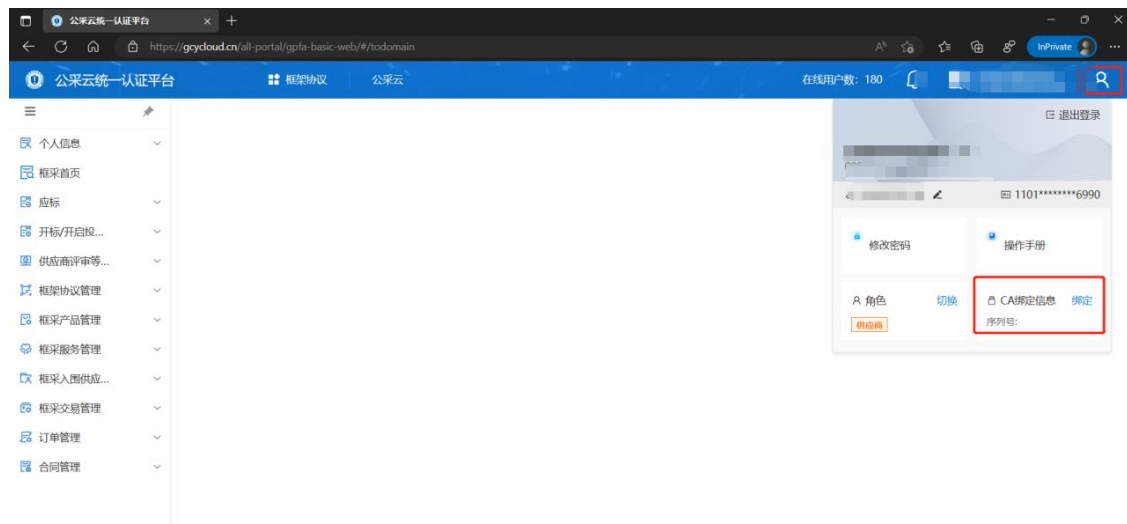 公采云统一认证平台
https://gcycloud.cn/all-portal/gpfa-basic-web/#/todomain
InPrivate
公采云统一认证平台
框架协议
公采云
在线用户数: 180
退出登录
个人信息
框采首页
应标
1101********6990
开标/开启投...
修改密码
操作手册
供应商评审等...
框架协议管理
角色
切换
CA绑定信息
绑定
框采产品管理
供应商
序列号:
框采服务管理
框采入围供应...
框采交易管理
订单管理
合同管理